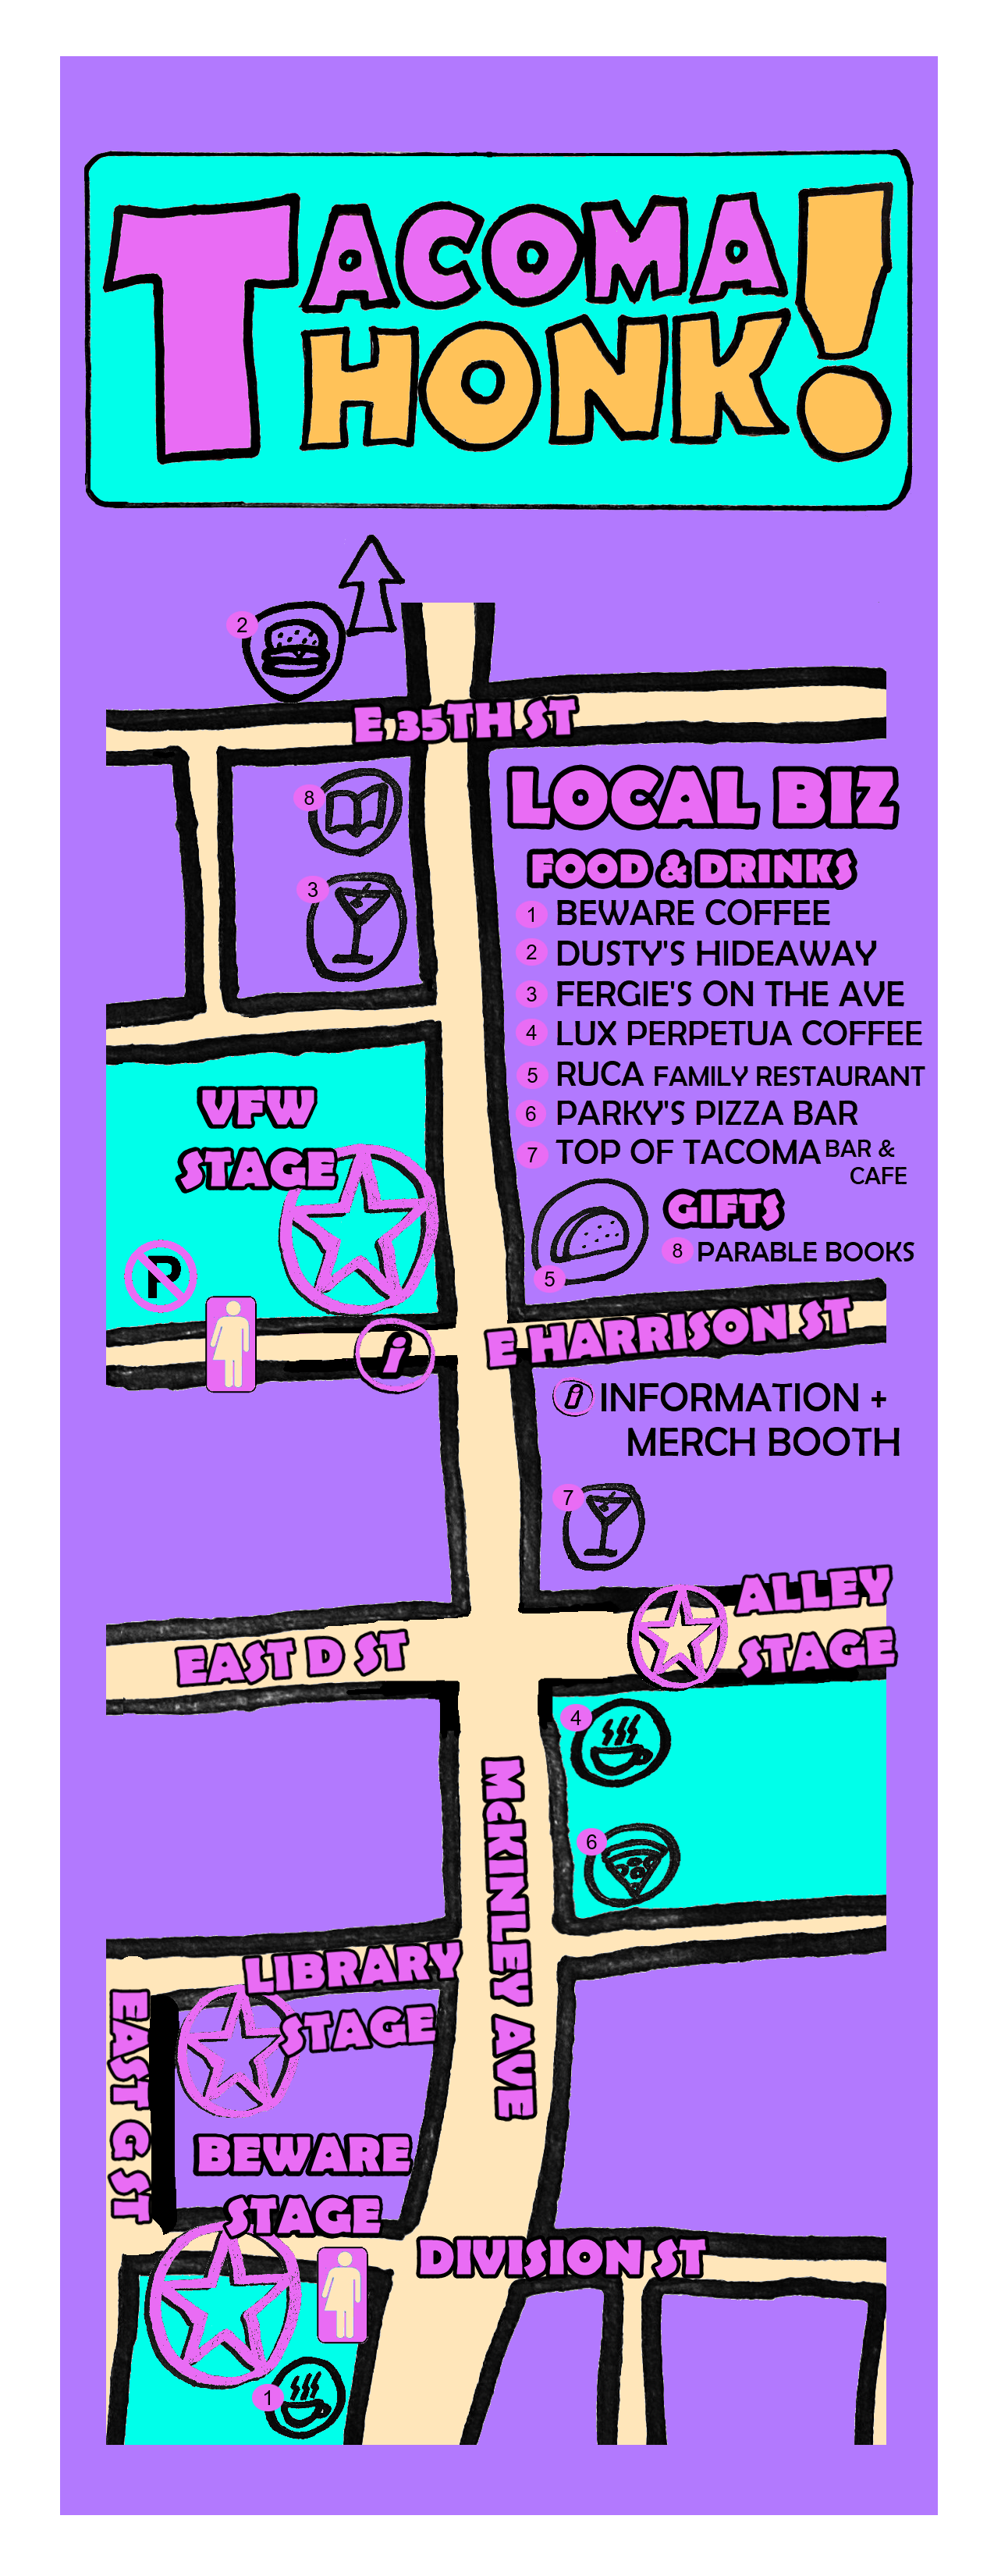 TACOMA
HONK!
2
E 35TH ST
8
3
LOCAL BIZ
FOOD & DRINKS
1 BEWARE COFFEE
2 DUSTY'S HIDEAWAY
3 FERGIE'S ON THE AVE
4 LUX PERPETUA COFFEE
5 RUCA FAMILY RESTAURANT
6 PARKY'S PIZZA BAR
7 TOP OF TACOMA BAR &
CAFE
GIFTS
8 PARABLE BOOKS
5
VFW
STAGE
P
i
E HARRISON ST
i INFORMATION +
MERCH BOOTH
7
ALLEY
STAGE
EAST D ST
4
6
McKINLEY AVE
LIBRARY
STAGE
EAST G ST
BEWARE
STAGE
DIVISION ST
1